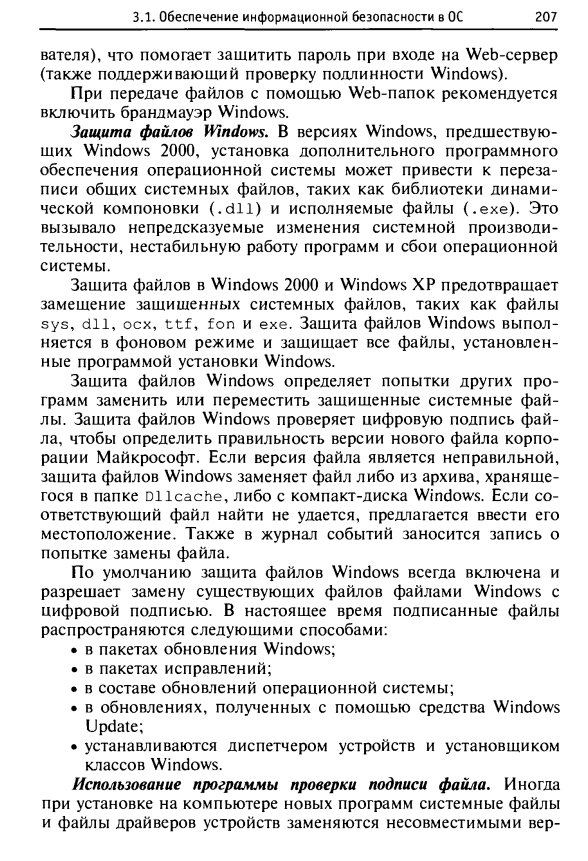 3.1. Обеспечение информационной безопасности в ОС 207
вателя), что помогает защитить пароль при входе на Web-сервер
(также поддерживающий проверку подлинности Windows).
При передаче файлов с помощью Web-папок рекомендуется
включить брандмауэр Windows.
Защита файлов Windows. В версиях Windows, предшествую-
щих Windows 2000, установка дополнительного программного
обеспечения операционной системы может привести к переза-
писи общих системных файлов, таких как библиотеки динами-
ческой компоновки (.dll) и исполняемые файлы (.exe). Это
вызывало непредсказуемые изменения системной производи-
тельности, нестабильную работу программ и сбои операционной
системы.
Защита файлов в Windows 2000 и Windows XP предотвращает
замещение защищенных системных файлов, таких как файлы
sys, dll, ocx, ttf, fon и exe. Защита файлов Windows выпол-
няется в фоновом режиме и защищает все файлы, установлен-
ные программой установки Windows.
Защита файлов Windows определяет попытки других про-
грамм заменить или переместить защищенные системные фай-
лы. Защита файлов Windows проверяет цифровую подпись фай-
ла, чтобы определить правильность версии нового файла корпо-
рации Майкрософт. Если версия файла является неправильной,
защита файлов Windows заменяет файл либо из архива, храняще-
гося в папке Dllcache, либо с компакт-диска Windows. Если со-
ответствующий файл найти не удается, предлагается ввести его
местоположение. Также в журнал событий заносится запись о
попытке замены файла.
По умолчанию защита файлов Windows всегда включена и
разрешает замену существующих файлов файлами Windows с
цифровой подписью. В настоящее время подписанные файлы
распространяются следующими способами:
• в пакетах обновления Windows;
• в пакетах исправлений;
• в составе обновлений операционной системы;
• в обновлениях, полученных с помощью средства Windows
Update;
• устанавливаются диспетчером устройств и установщиком
классов Windows.
Использование программы проверки подписи файла. Иногда
при установке на компьютере новых программ системные файлы
и файлы драйверов устройств заменяются несовместимыми вер-